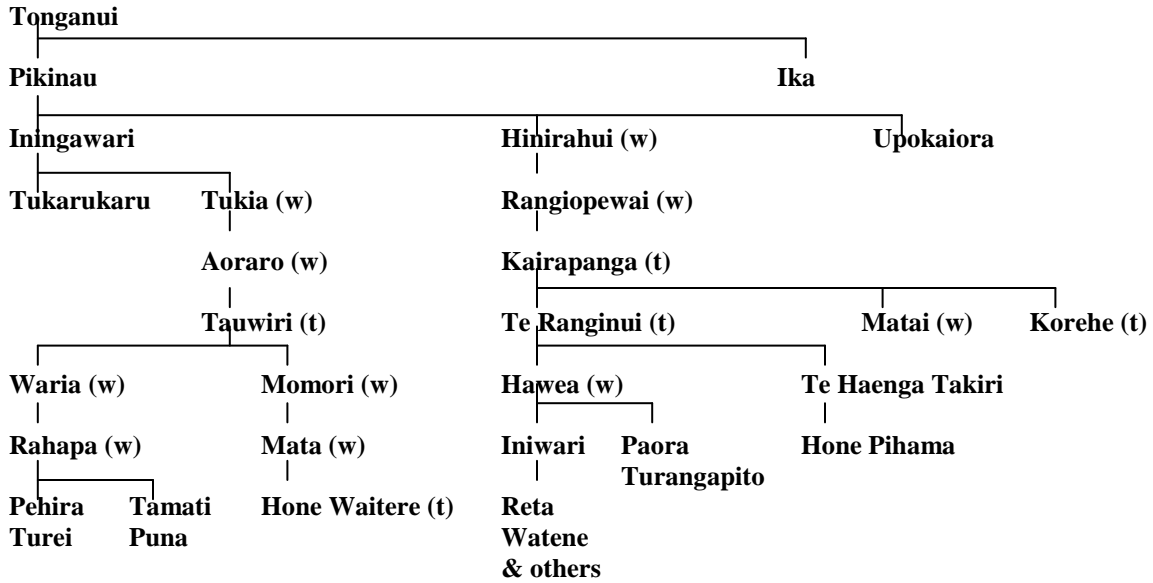 Tonganui
Pikinau Ika
Iningawari Hinirahui (w) Upokaiora
Tukarukaru Tukia (w) Rangiopewai (w)
Aoraro (w) Kairapanga (t)
Tauwiri (t) Te Ranginui (t) Matai (w) Korehe (t)
Waria (w) Momori (w) Hawea (w) Te Haenga Takiri
Rahapa (w) Mata (w) Iniwari Paora Hone Pihama
Turangapito
Pehira Tamati Hone Waitere (t) Reta
Turei Puna Watene
& others